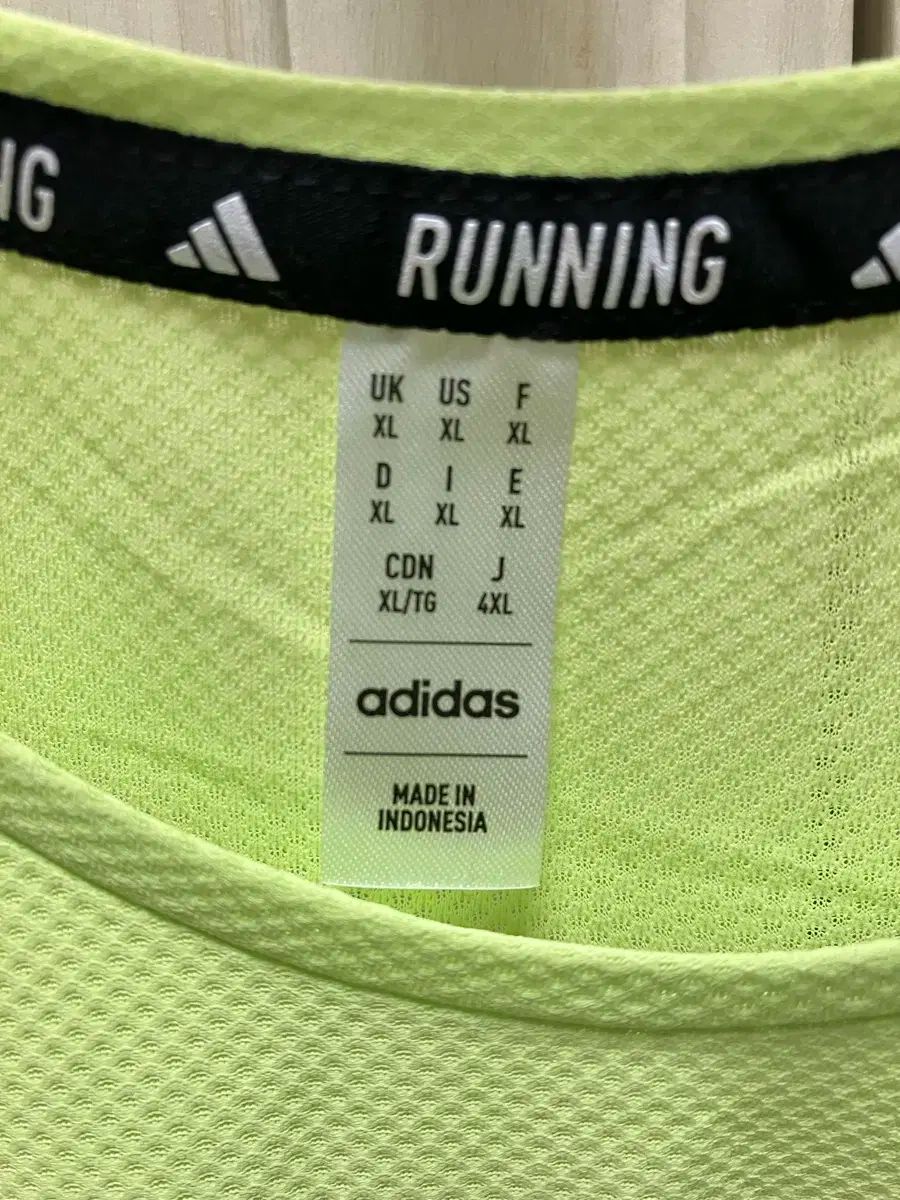 NG RUNNING
UK US F
XL XL XL
D I E
XL XL XL
CDN J
XL/TG 4XL
adidas
MADE IN
INDONESIA